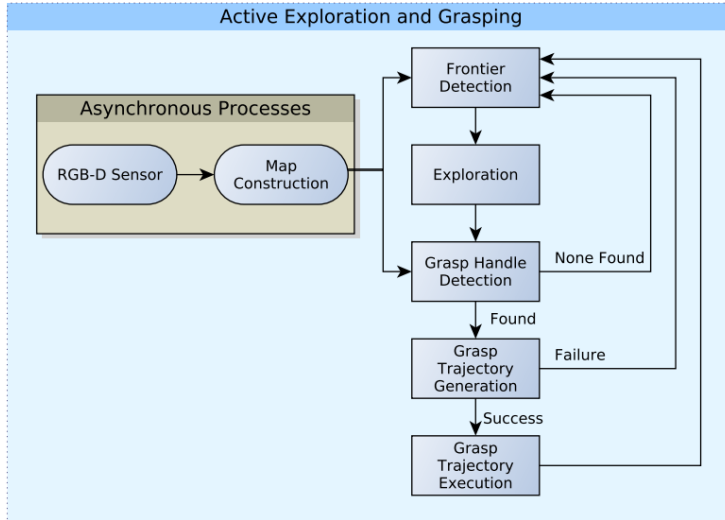 Active Exploration and Grasping
Asynchronous Processes
RGB-D Sensor
Map
Construction
Frontier
Detection
Exploration
Grasp Handle
Detection
None Found
Found
Grasp
Trajectory
Generation
Failure
Success
Grasp
Trajectory
Execution